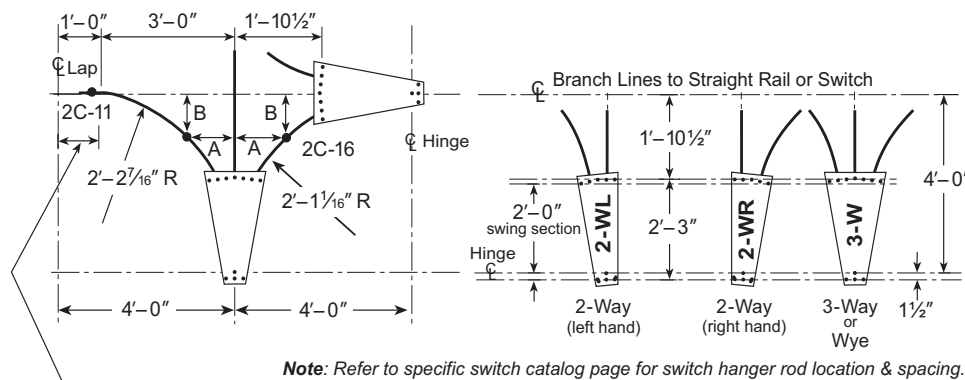 1′–0″ 3′–0″ 1′–10½″
℄ Lap
2C-11
B
B
A
A
2C-16
℄ Hinge
2′–2⁷⁄₁₆″ R
2′–1¹⁄₁₆″ R
4′–0″ 4′–0″
℄ Branch Lines to Straight Rail or Switch
1′–10½″
4′–0″
2′–0″
swing section
2′–3″
Hinge
℄
2-WL
2-WR
3-W
1½″
2-Way
(left hand)
2-Way
(right hand)
3-Way
or
Wye
Note: Refer to specific switch catalog page for switch hanger rod location & spacing.